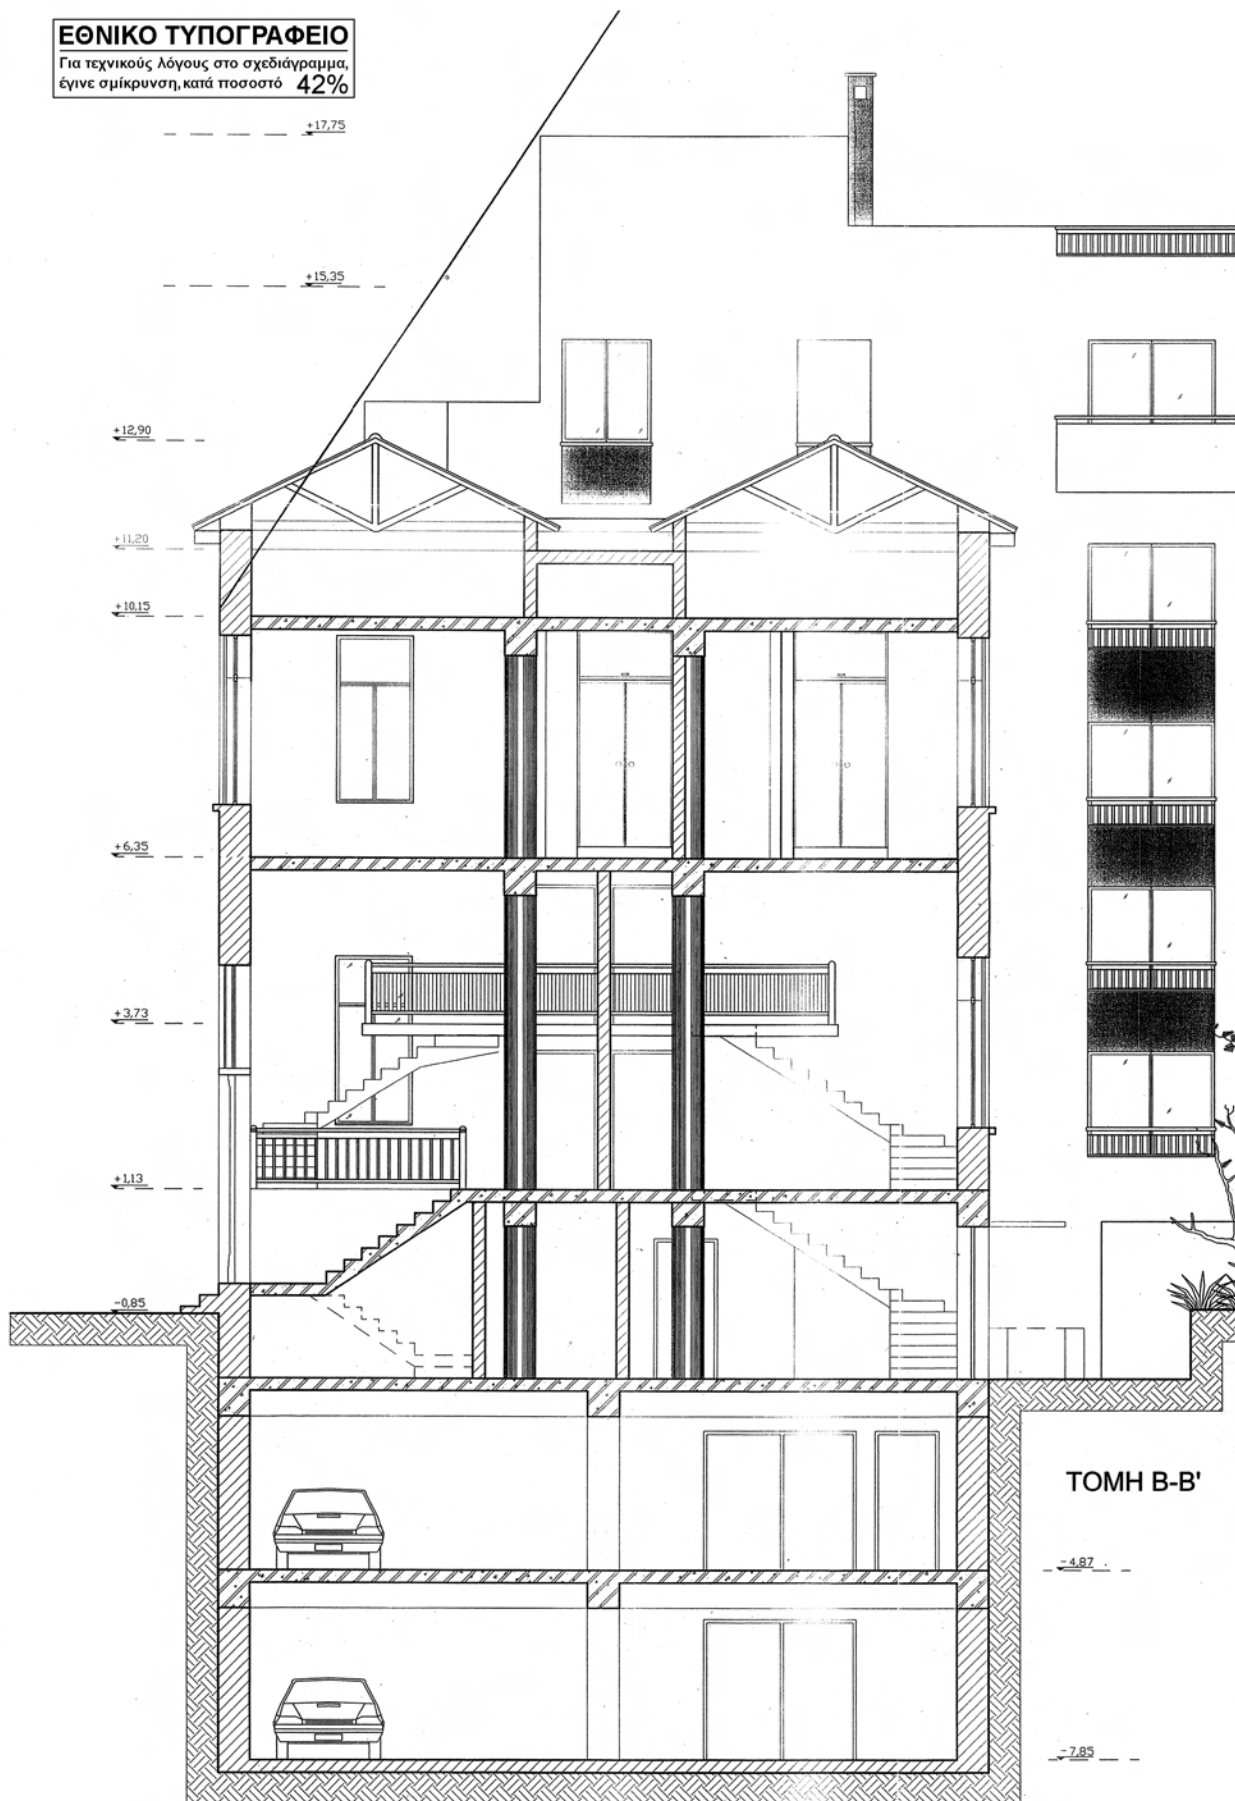 ΕΘΝΙΚΟ ΤΥΠΟΓΡΑΦΕΙΟ
Για τεχνικούς λόγους στο σχεδιάγραμμα,
έγινε σμίκρυνση, κατά ποσοστό 42%
+17,75
+15,35
+12,90
+11,20
+10,15
+6,35
+3,73
+1,13
-0,85
ΤΟΜΗ Β-Β'
-4,87
-7,85